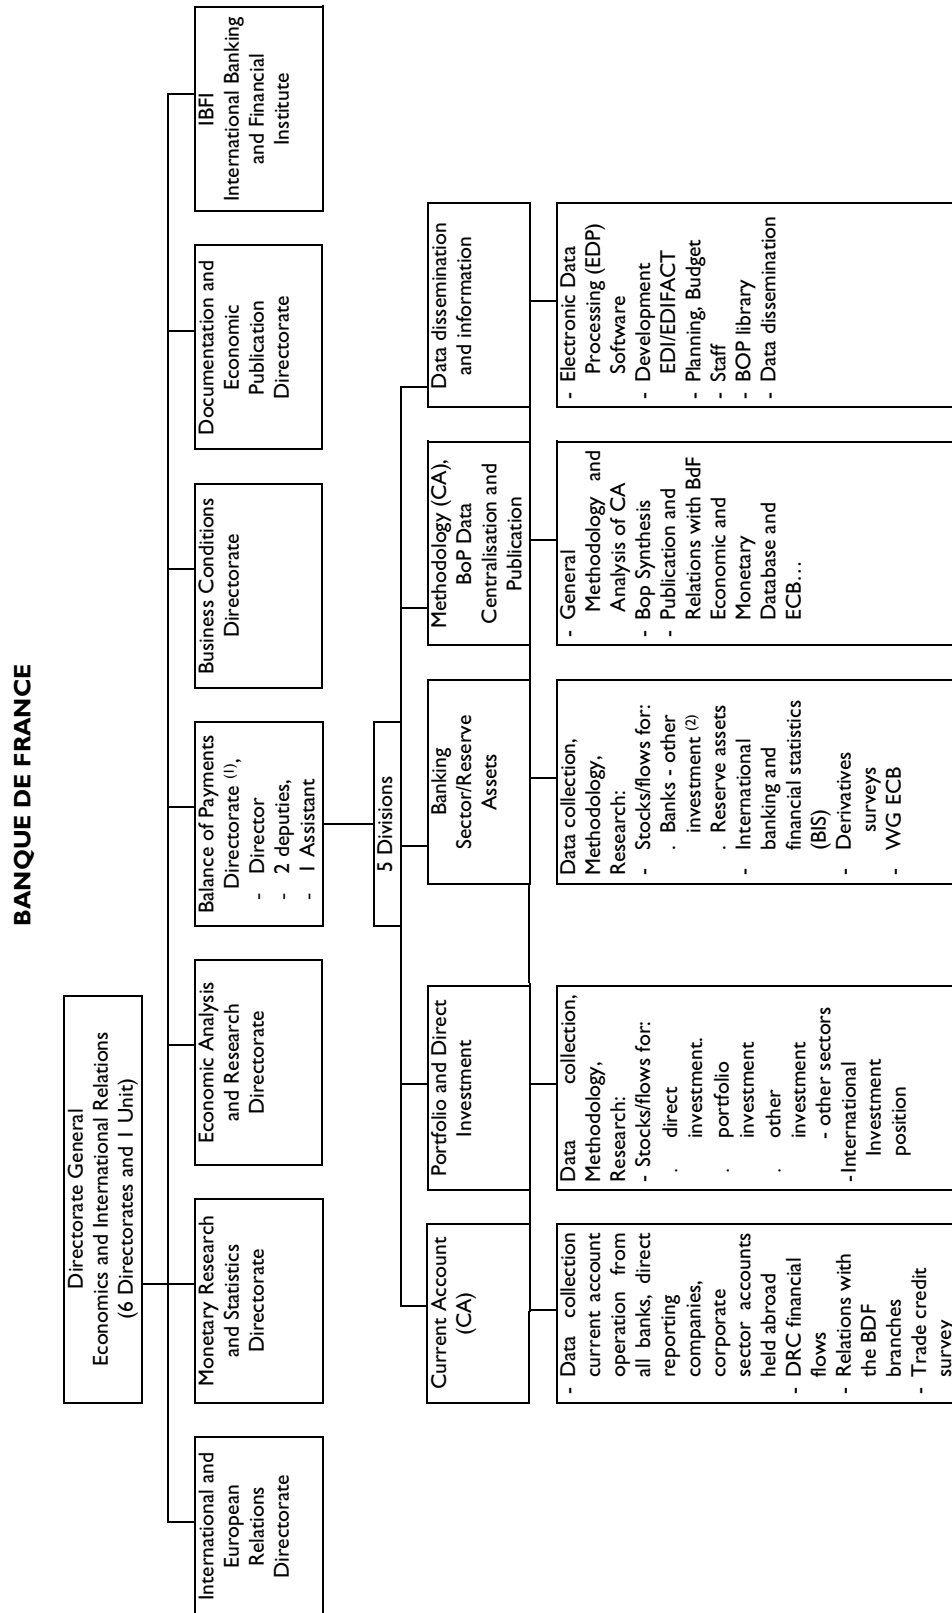 BANQUE DE FRANCE
Directorate General
Economics and International Relations
(6 Directorates and 1 Unit)
International and
European
Relations
Directorate
Monetary Research
and Statistics
Directorate
Economic Analysis
and Research
Directorate
Balance of Payments
Directorate (1),
- Director
- 2 deputies,
- 1 Assistant
Business Conditions
Directorate
Documentation and
Economic
Publication
Directorate
IBFI
International Banking
and Financial
Institute
5 Divisions
Current Account
(CA)
Portfolio and Direct
Investment
Banking
Sector/Reserve
Assets
Methodology (CA),
BoP Data
Centralisation and
Publication
Data dissemination
and information
- Data collection
current account
operation from
all banks, direct
reporting
companies,
corporate
sector accounts
held abroad
- DRC financial
flows
- Relations with
the BDF
branches
- Trade credit
survey
Data collection,
Methodology,
Research:
- Stocks/flows for:
. direct
investment.
. portfolio
investment
. other
investment
- other sectors
-International
Investment
position
Data collection,
Methodology,
Research:
- Stocks/flows for:
. Banks - other
investment (2)
. Reserve assets
- International
banking and
financial statistics
(BIS)
- Derivatives
surveys
- WG ECB
- General
Methodology and
Analysis of CA
- Bop Synthesis
- Publication and
Relations with BdF
Economic and
Monetary
Database and
ECB...
- Electronic Data
Processing (EDP)
Software
- Development
EDI/EDIFACT
- Planning, Budget
- Staff
- BOP library
- Data dissemination